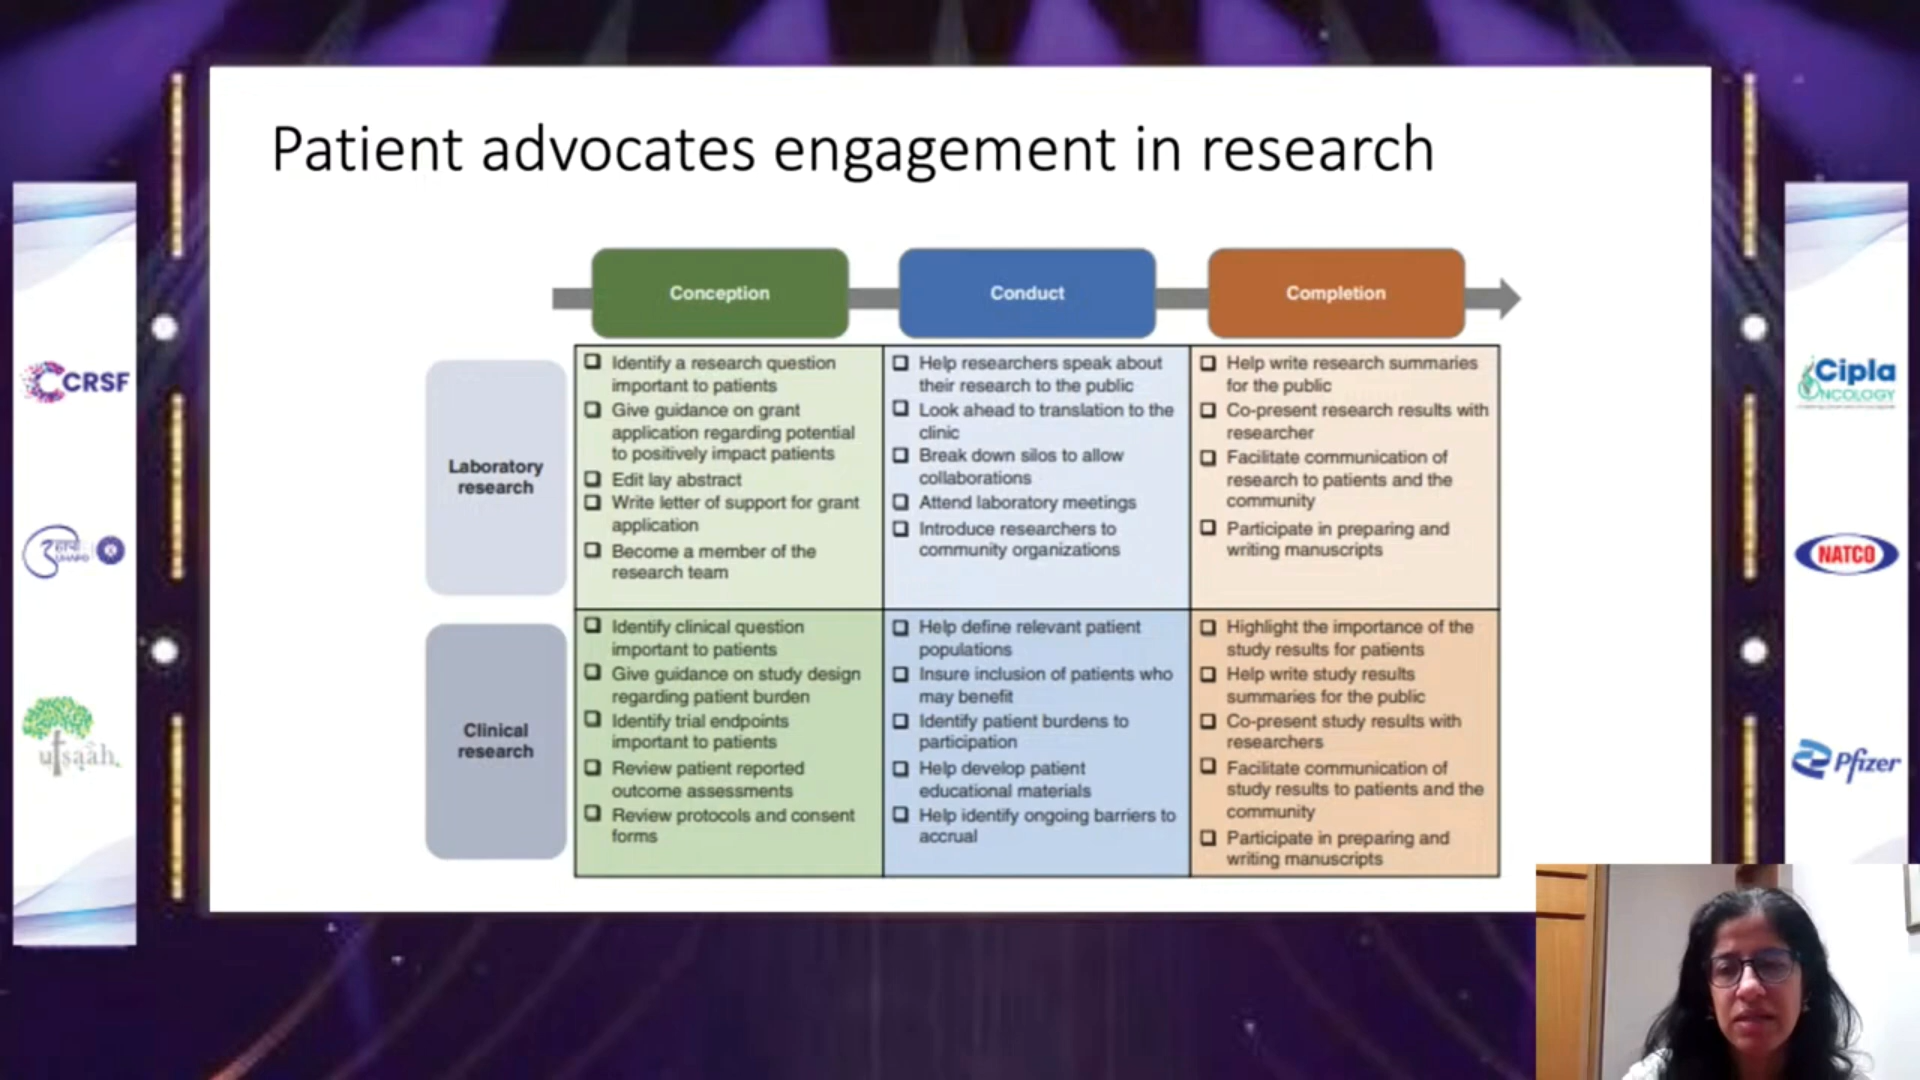 Patient advocates engagement in research
Conception
Conduct
Completion
Laboratory
research
Identify a research question
important to patients
Give guidance on grant
application regarding potential
to positively impact patients
Edit lay abstract
Write letter of support for grant
application
Become a member of the
research team
Help researchers speak about
their research to the public
Look ahead to translation to the
clinic
Break down silos to allow
collaborations
Attend laboratory meetings
Introduce researchers to
community organizations
Help write research summaries
for the public
Co-present research results with
researcher
Facilitate communication of
research to patients and the
community
Participate in preparing and
writing manuscripts
Clinical
research
Identify clinical question
important to patients
Give guidance on study design
regarding patient burden
Identify trial endpoints
important to patients
Review patient reported
outcome assessments
Review protocols and consent
forms
Help define relevant patient
populations
Insure inclusion of patients who
may benefit
Identify patient burdens to
participation
Help develop patient
educational materials
Help identify ongoing barriers to
accrual
Highlight the importance of the
study results for patients
Help write study results
summaries for the public
Co-present study results with
researchers
Facilitate communication of
study results to patients and the
community
Participate in preparing and
writing manuscripts
CRSF
utsaah
Cipla
ONCOLOGY
NATCO
Pfizer